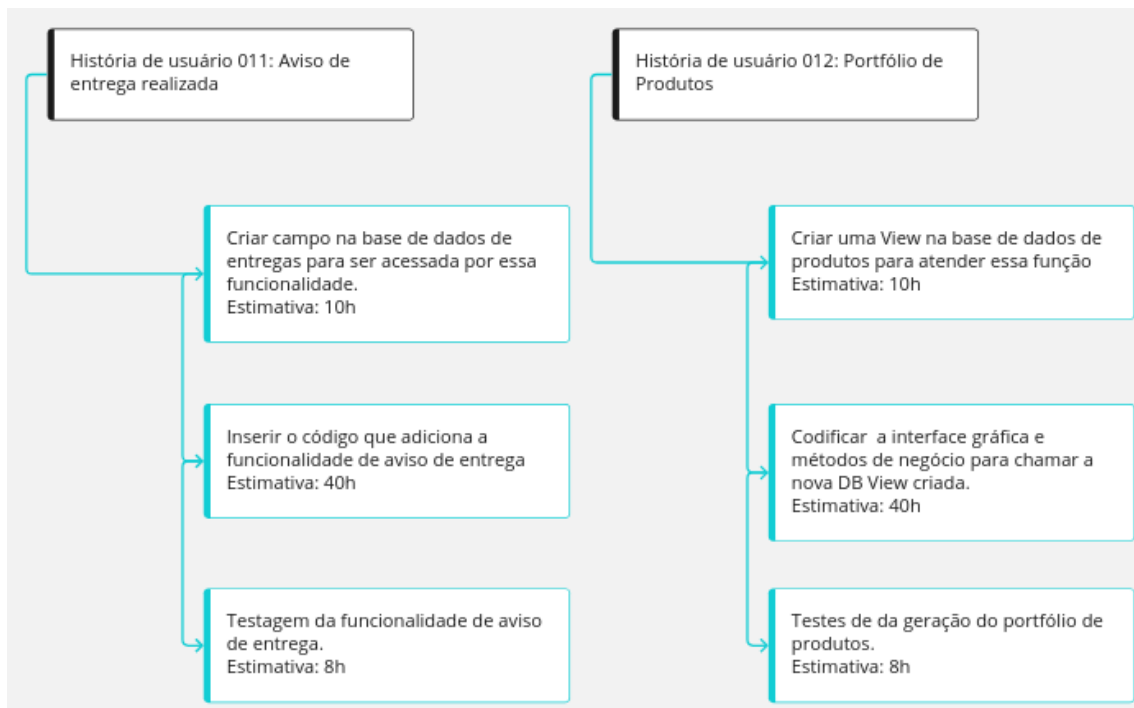 História de usuário 011: Aviso de
entrega realizada
Criar campo na base de dados de
entregas para ser acessada por essa
funcionalidade.
Estimativa: 10h
Inserir o código que adiciona a
funcionalidade de aviso de entrega
Estimativa: 40h
Testagem da funcionalidade de aviso
de entrega.
Estimativa: 8h
História de usuário 012: Portfólio de
Produtos
Criar uma View na base de dados de
produtos para atender essa função
Estimativa: 10h
Codificar  a interface gráfica e
métodos de negócio para chamar a
nova DB View criada.
Estimativa: 40h
Testes de da geração do portfólio de
produtos.
Estimativa: 8h